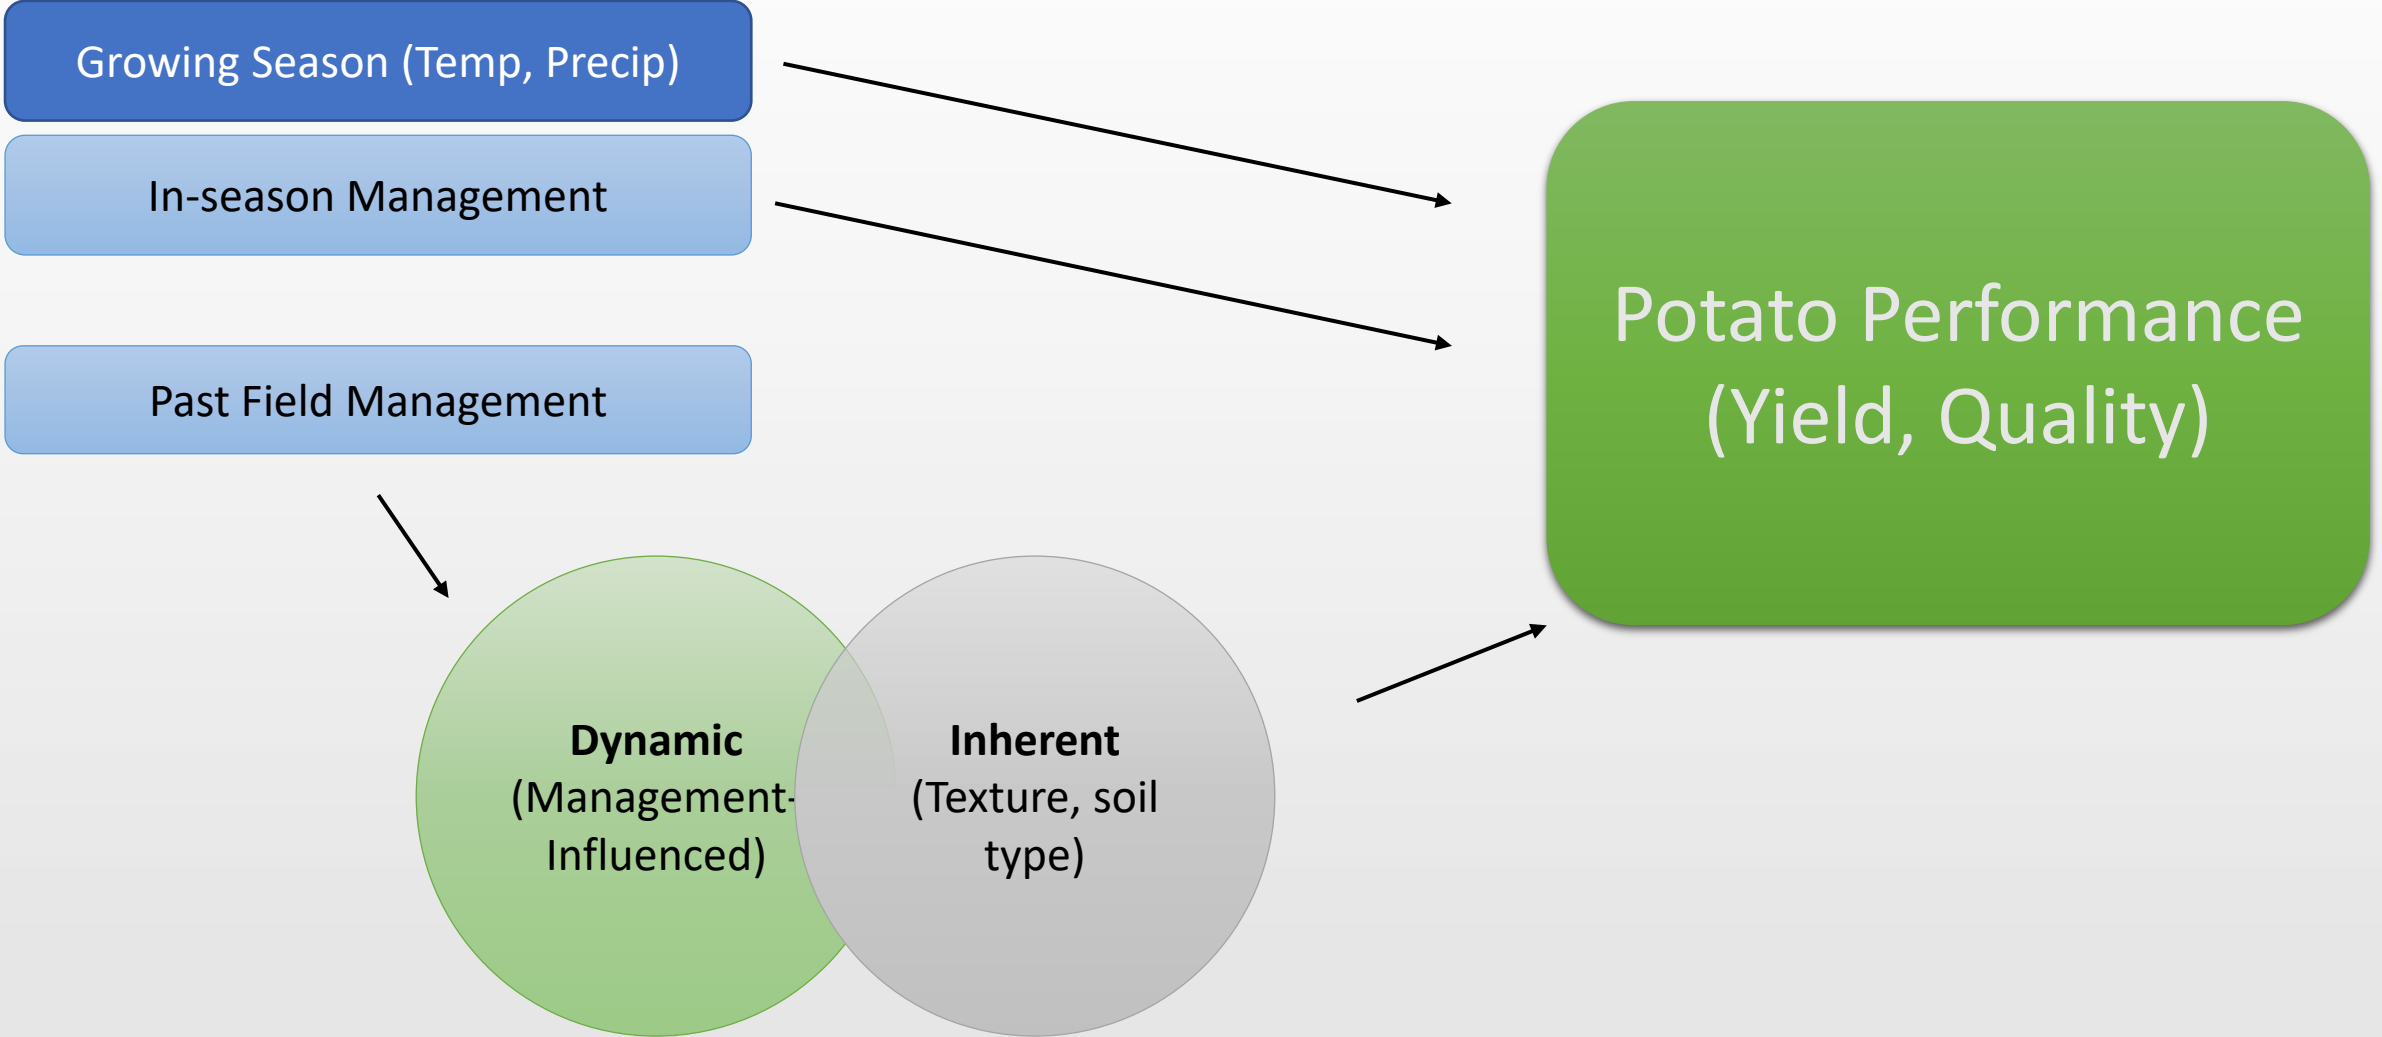 Growing Season (Temp, Precip)
In-season Management
Past Field Management
Potato Performance
(Yield, Quality)
Dynamic
(Management-
Influenced)
Inherent
(Texture, soil
type)